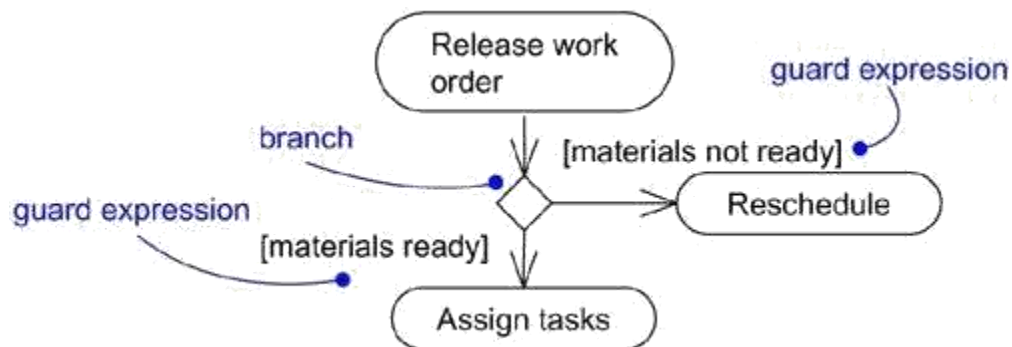 Release work
order
guard expression
branch
[materials not ready]
guard expression
Reschedule
[materials ready]
Assign tasks